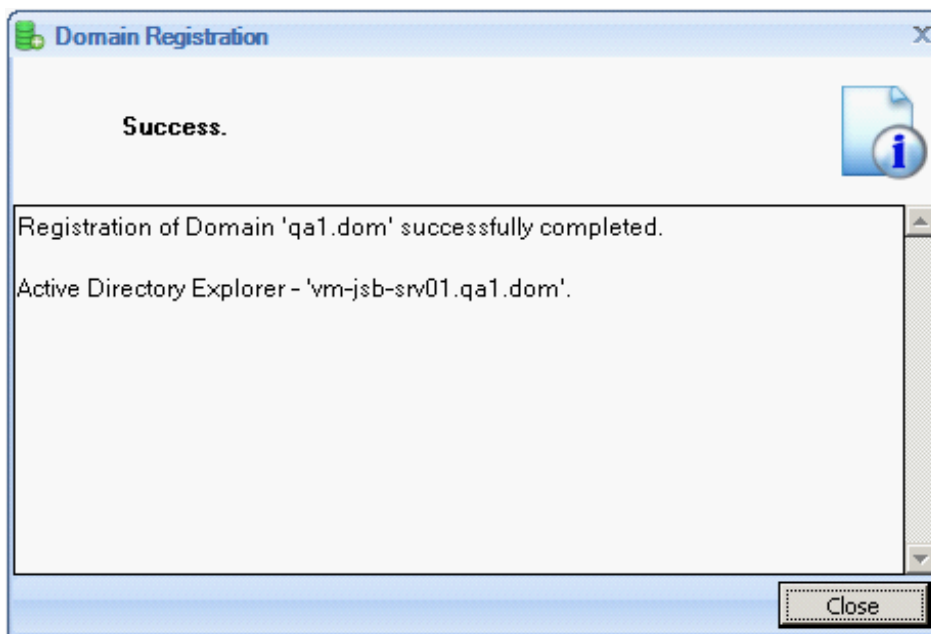 Domain Registration
Success.
Registration of Domain 'qa1.dom' successfully completed.
Active Directory Explorer - 'vm-jsb-srv01.qa1.dom'.
Close